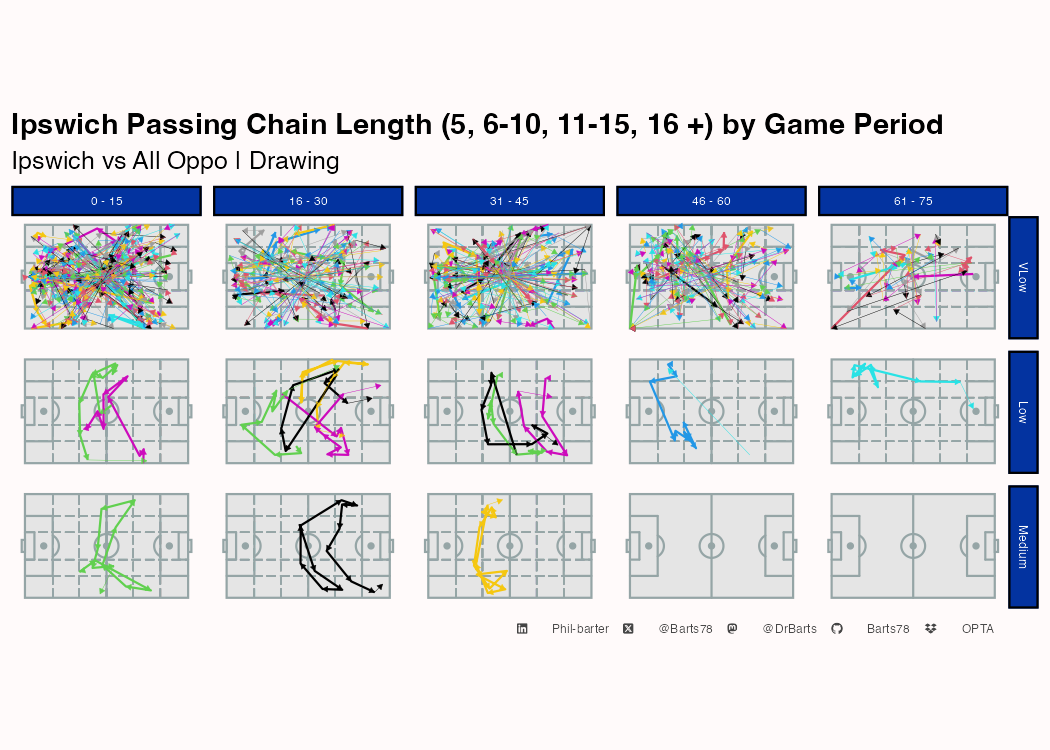 Ipswich Passing Chain Length (5, 6-10, 11-15, 16 +) by Game Period
Ipswich vs All Oppo | Drawing
0 - 15
16 - 30
31 - 45
46 - 60
61 - 75
VLow
Low
Medium
Phil-barter @Barts78 @DrBarts Barts78 OPTA